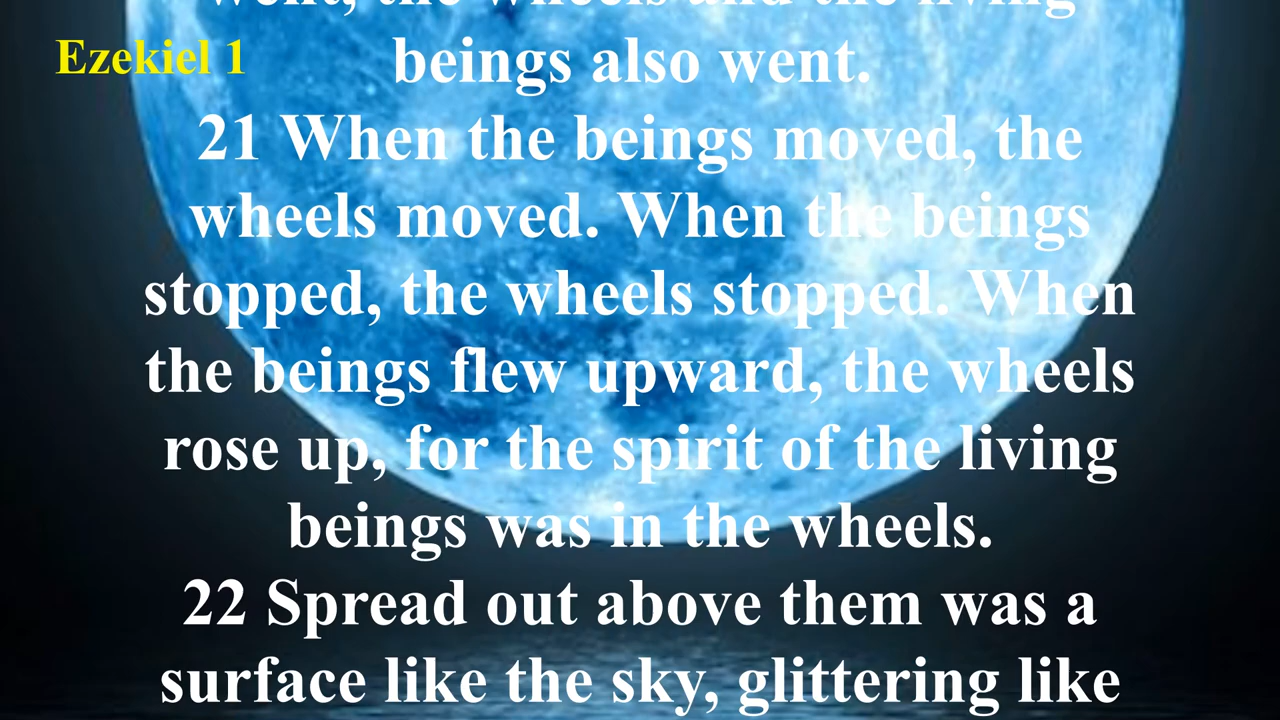 went, the wheels and the living
Ezekiel 1
beings also went.
21 When the beings moved, the
wheels moved. When the beings
stopped, the wheels stopped. When
the beings flew upward, the wheels
rose up, for the spirit of the living
beings was in the wheels.
22 Spread out above them was a
surface like the sky, glittering like